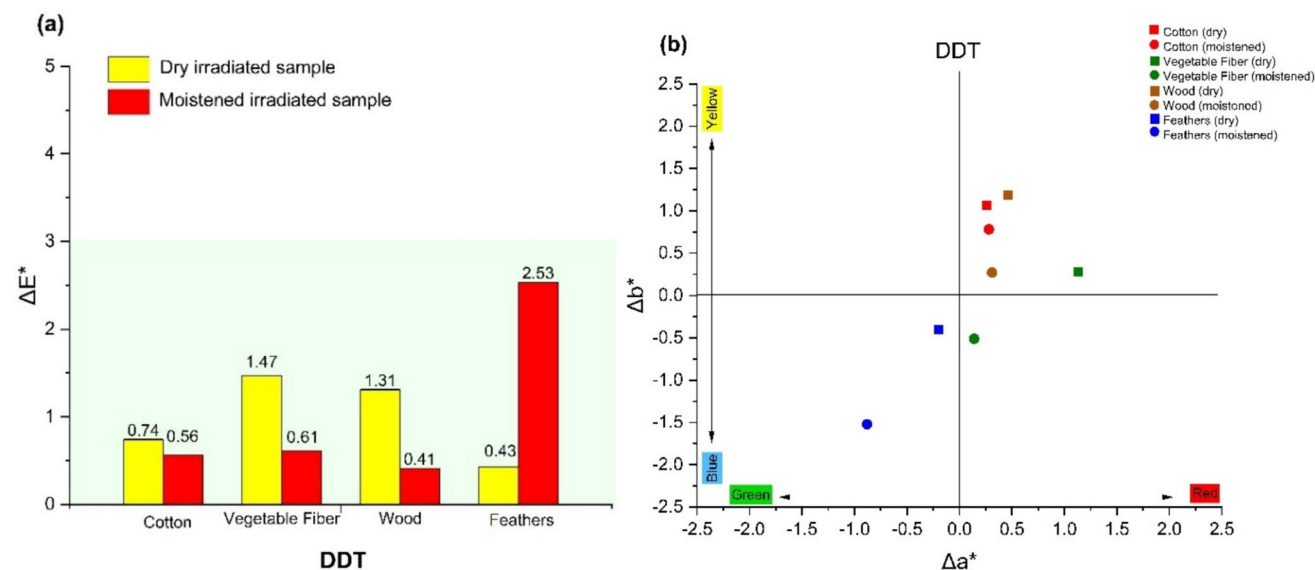 (a)
Dry irradiated sample
Moistened irradiated sample
5
4
3
2
1
0
ΔE*
0.74
0.56
1.47
0.61
1.31
0.41
0.43
2.53
Cotton
Vegetable Fiber
Wood
Feathers
DDT
(b)
DDT
Cotton (dry)
Cotton (moistened)
Vegetable Fiber (dry)
Vegetable Fiber (moistened)
Wood (dry)
Wood (moistened)
Feathers (dry)
Feathers (moistened)
2.5
2.0
1.5
1.0
0.5
0.0
-0.5
-1.0
-1.5
-2.0
-2.5
Δb*
Yellow
Blue
Green
Red
-2.5 -2.0 -1.5 -1.0 -0.5 0.0 0.5 1.0 1.5 2.0 2.5
Δa*